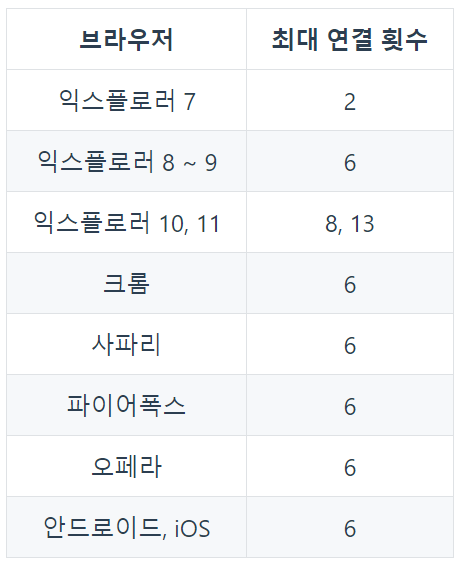 브라우저 최대 연결 횟수
익스플로러 7 2
익스플로러 8 ~ 9 6
익스플로러 10, 11 8, 13
크롬 6
사파리 6
파이어폭스 6
오페라 6
안드로이드, iOS 6